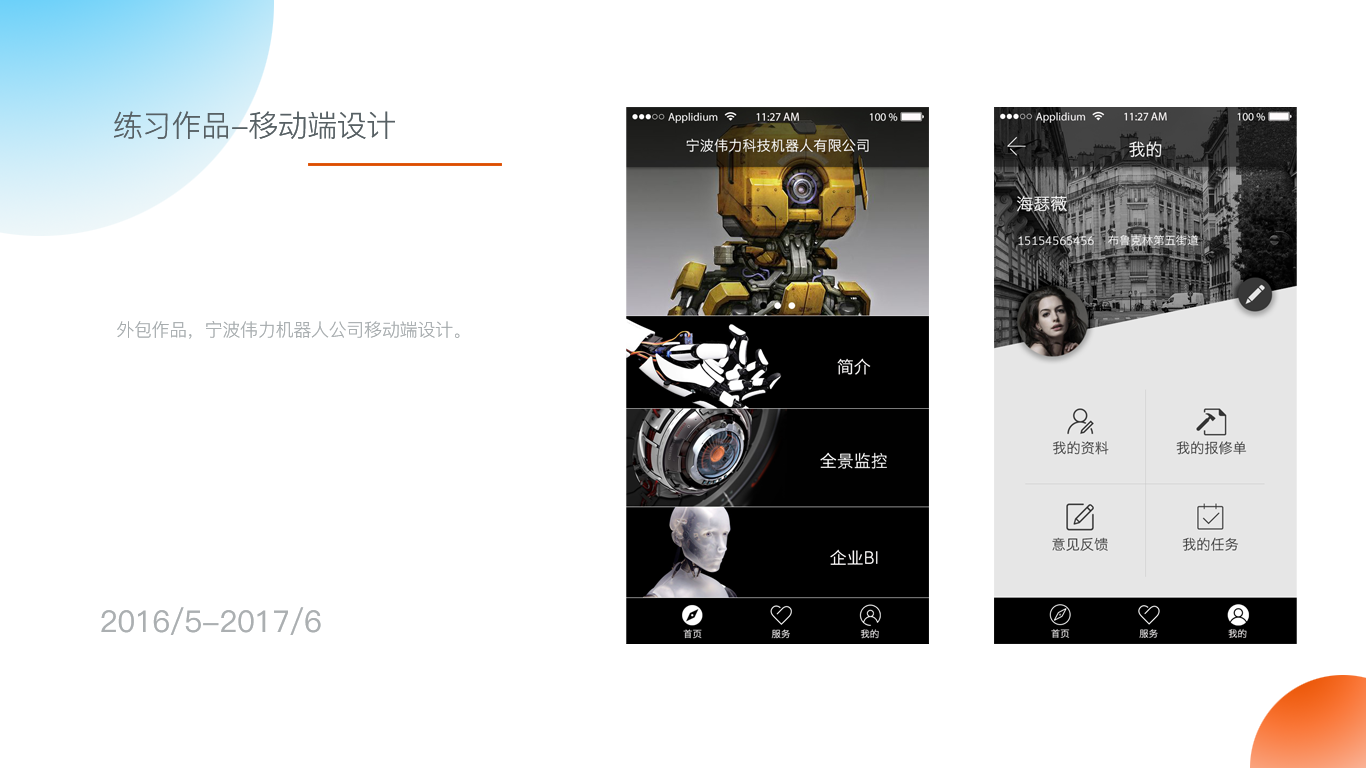 练习作品-移动端设计
外包作品，宁波伟力机器人公司移动端设计。
2016/5-2017/6
Applidium 11:27 AM 100 %
宁波伟力科技机器人有限公司
简介
全景监控
企业BI
首页 服务 我的
Applidium 11:27 AM 100 %
我的
海瑟薇
15154565456 布鲁克林第五街道
我的资料 我的报修单
意见反馈 我的任务
首页 服务 我的